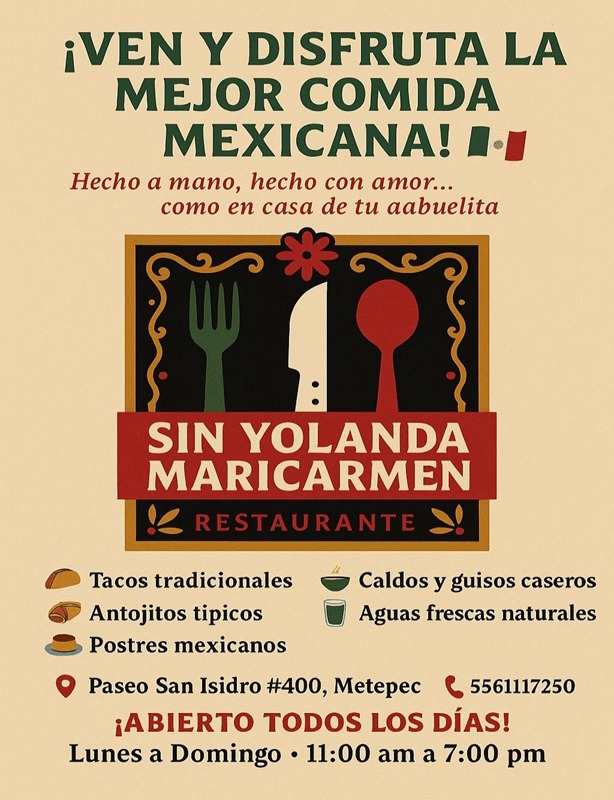 ¡VEN Y DISFRUTA LA
MEJOR COMIDA
MEXICANA!
Hecho a mano, hecho con amor...
como en casa de tu aabuelita
SIN YOLANDA
MARICARMEN
RESTAURANTE
Tacos tradicionales
Caldos y guisos caseros
Antojitos tipicos
Aguas frescas naturales
Postres mexicanos
Paseo San Isidro #400, Metepec
5561117250
¡ABIERTO TODOS LOS DÍAS!
Lunes a Domingo • 11:00 am a 7:00 pm